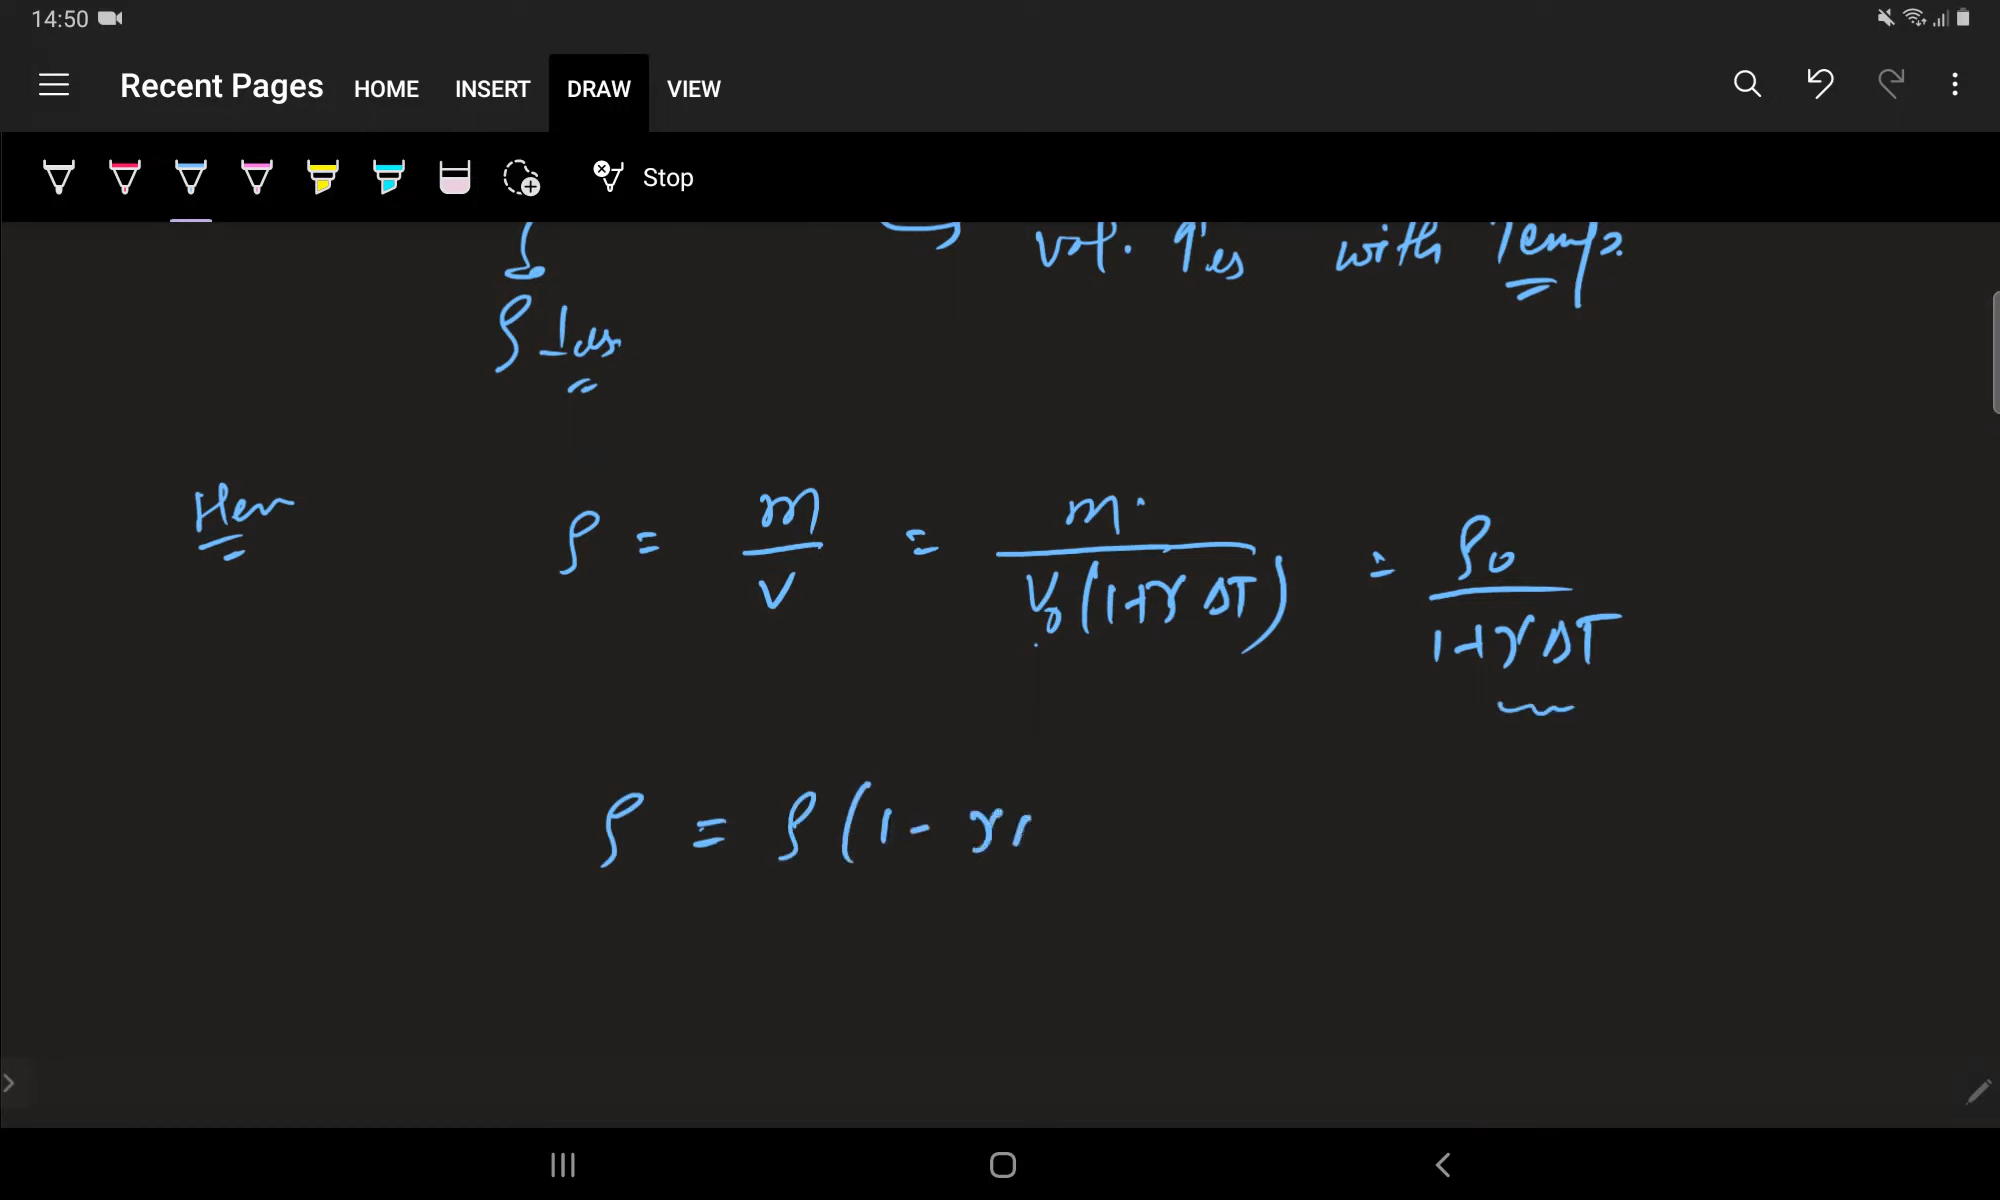 14:50
Recent Pages HOME INSERT DRAW VIEW
Stop
vol. ↑es with Temp.
ρ ↓es
Hen
ρ = m/V = m/V₀(1+γΔT) = ρ₀/1+γΔT
ρ = ρ(1-γ